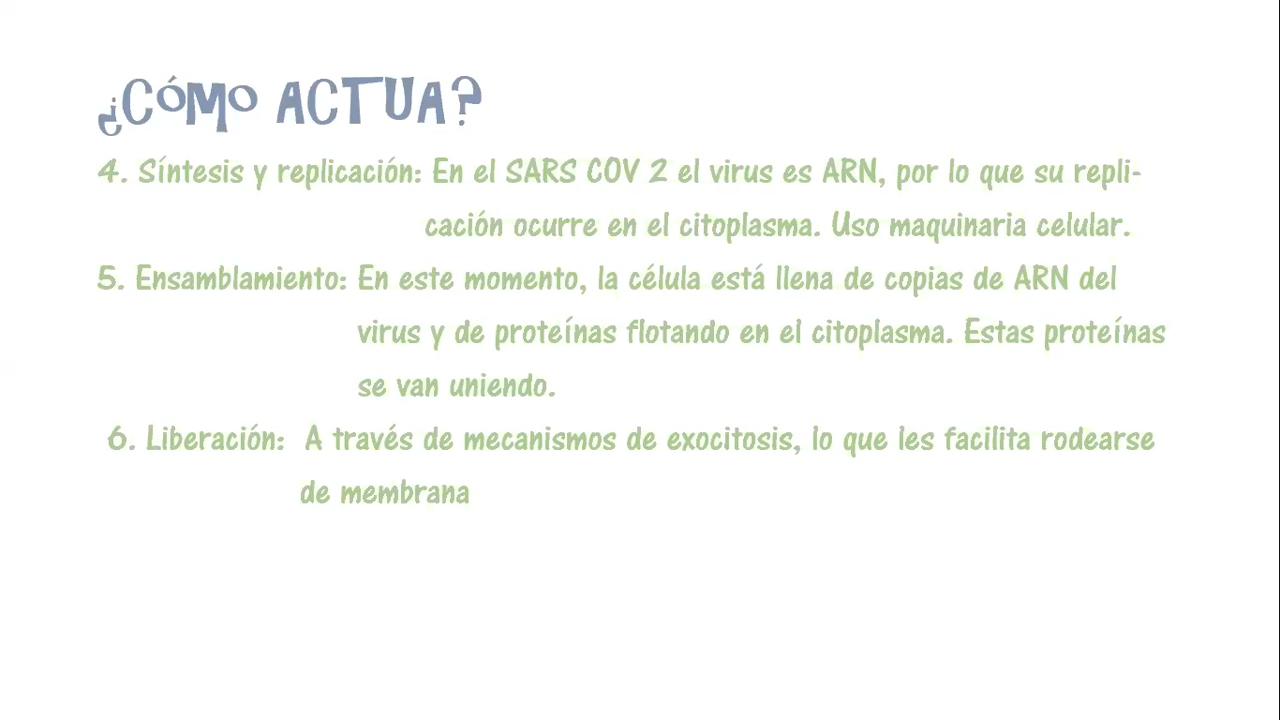 ¿Cómo ACTUA?
4. Síntesis y replicación: En el SARS COV 2 el virus es ARN, por lo que su repli-
cación ocurre en el citoplasma. Uso maquinaria celular.
5. Ensamblamiento: En este momento, la célula está llena de copias de ARN del
virus y de proteínas flotando en el citoplasma. Estas proteínas
se van uniendo.
6. Liberación: A través de mecanismos de exocitosis, lo que les facilita rodearse
de membrana